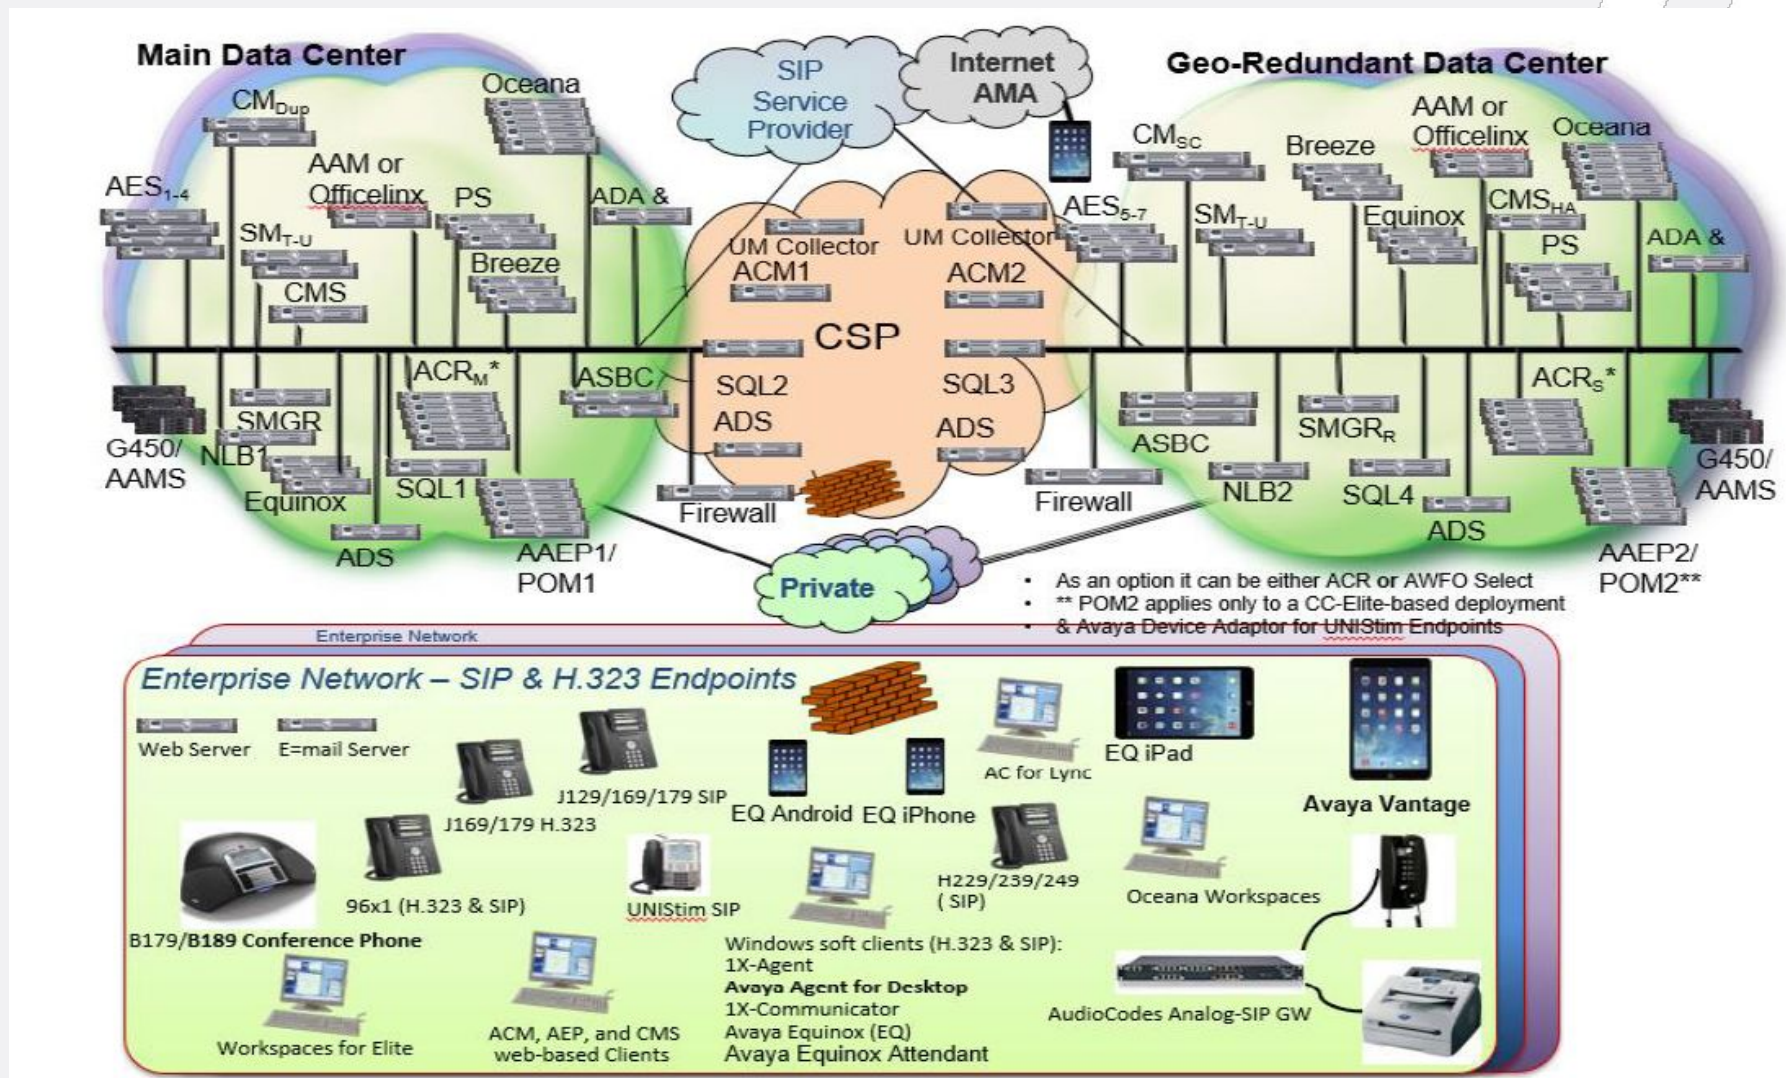 Main Data Center
SIP
Service
Provider
Internet
AMA
Geo-Redundant Data Center
CMDup
Oceana
AES1-4
AAM or
Officelinx
PS
ADA &
SMT-U
Breeze
CMS
UM Collector
ACM1
UM Collector
ACM2
CSP
CMSC
Breeze
AAM or
Officelinx
Oceana
AES5-7
SMT-U
Equinox
CMSHA
PS
ADA &
G450/
AAMS
SMGR
NLB1
Equinox
ADS
ACRM*
SQL1
AAEP1/
POM1
ASBC
SQL2
ADS
Firewall
SQL3
ADS
Firewall
ASBC
NLB2
SMGRR
SQL4
ADS
ACRS*
AAEP2/
POM2**
G450/
AAMS
Private
• As an option it can be either ACR or AWFO Select
• ** POM2 applies only to a CC-Elite-based deployment
• & Avaya Device Adaptor for UNIStim Endpoints
Enterprise Network
Enterprise Network – SIP & H.323 Endpoints
Web Server
E=mail Server
J129/169/179 SIP
J169/179 H.323
EQ Android
EQ iPhone
AC for Lync
EQ iPad
Avaya Vantage
96x1 (H.323 & SIP)
UNIStim SIP
H229/239/249
( SIP)
Oceana Workspaces
B179/B189 Conference Phone
Windows soft clients (H.323 & SIP):
1X-Agent
Avaya Agent for Desktop
1X-Communicator
Avaya Equinox (EQ)
Avaya Equinox Attendant
AudioCodes Analog-SIP GW
Workspaces for Elite
ACM, AEP, and CMS
web-based Clients